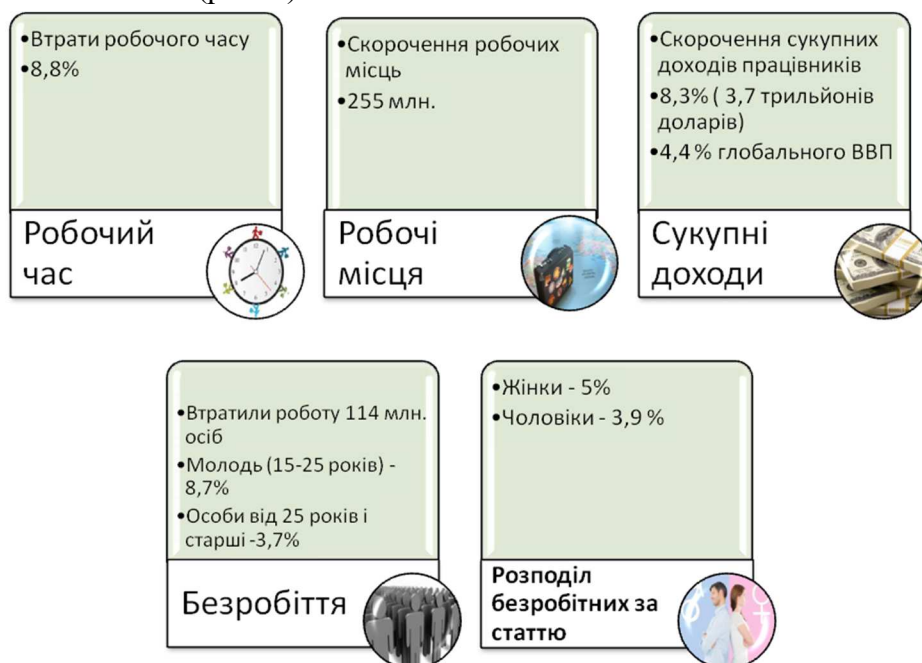 •Втрати робочого часу
•8,8%
Робочий
час
•Скорочення робочих
місць
•255 млн.
Робочі
місця
•Скорочення сукупних
доходів працівників
•8,3% ( 3,7 трильйонів
доларів)
•4,4 % глобального ВВП
Сукупні
доходи
•Втратили роботу 114 млн.
осіб
•Молодь (15-25 років) -
8,7%
•Особи від 25 років і
старші -3,7%
Безробіття
•Жінки - 5%
•Чоловіки - 3,9 %
Розподіл
безробітних за
статтю